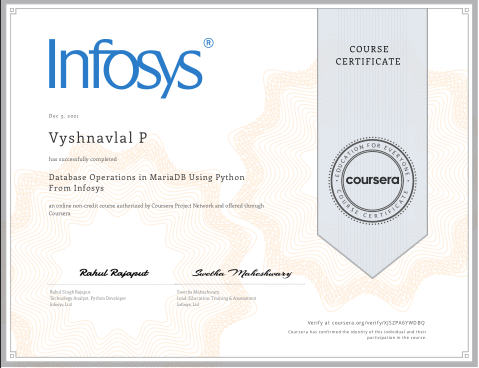 Infosys®
COURSE
CERTIFICATE
Dec 3, 2021
Vyshnavlal P
has successfully completed
Database Operations in MariaDB Using Python
From Infosys
an online non-credit course authorized by Coursera Project Network and offered through
Coursera
EDUCATION FOR EVERYONE
coursera
COURSE CERTIFICATE
Rahul Rajaput
Swetha Maheshwary
Rahul Singh Rajaput
Technology Analyst, Python Developer
Infosys, Ltd
Swetha Maheshwary
Lead, Education, Training & Assessment
Infosys, Ltd
Verify at coursera.org/verify/XJSZPA6YWDBQ
Coursera has confirmed the identity of this individual and their
participation in the course.